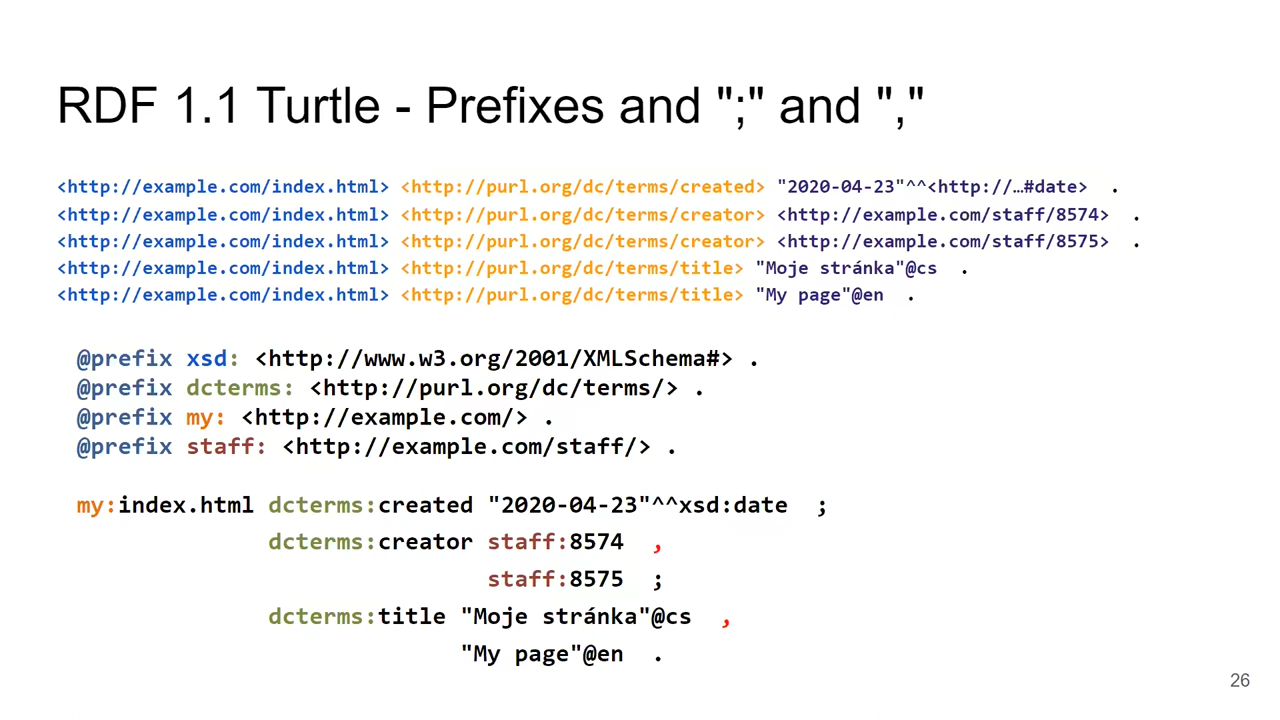 RDF 1.1 Turtle - Prefixes and ";" and ","
<http://example.com/index.html> <http://purl.org/dc/terms/created> "2020-04-23"^^<http://…#date> .
<http://example.com/index.html> <http://purl.org/dc/terms/creator> <http://example.com/staff/8574> .
<http://example.com/index.html> <http://purl.org/dc/terms/creator> <http://example.com/staff/8575> .
<http://example.com/index.html> <http://purl.org/dc/terms/title> "Moje stránka"@cs .
<http://example.com/index.html> <http://purl.org/dc/terms/title> "My page"@en .
@prefix xsd: <http://www.w3.org/2001/XMLSchema#> .
@prefix dcterms: <http://purl.org/dc/terms/> .
@prefix my: <http://example.com/> .
@prefix staff: <http://example.com/staff/> .
my:index.html dcterms:created "2020-04-23"^^xsd:date ;
dcterms:creator staff:8574 ,
staff:8575 ;
dcterms:title "Moje stránka"@cs ,
"My page"@en .
26